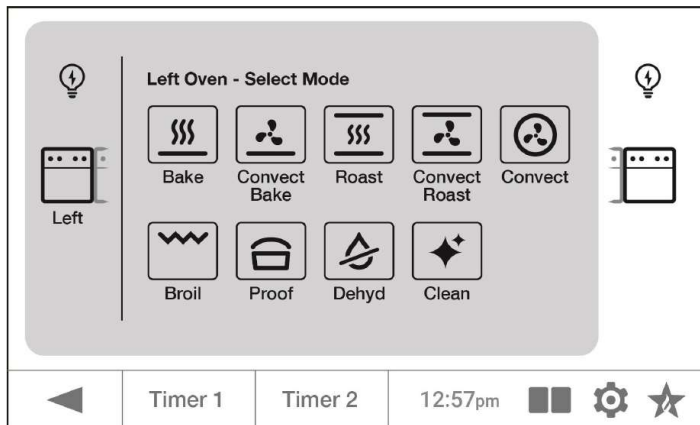 Left Oven - Select Mode
Bake
Convect
Bake
Roast
Convect
Roast
Convect
Left
Broil
Proof
Dehyd
Clean
Timer 1
Timer 2
12:57pm